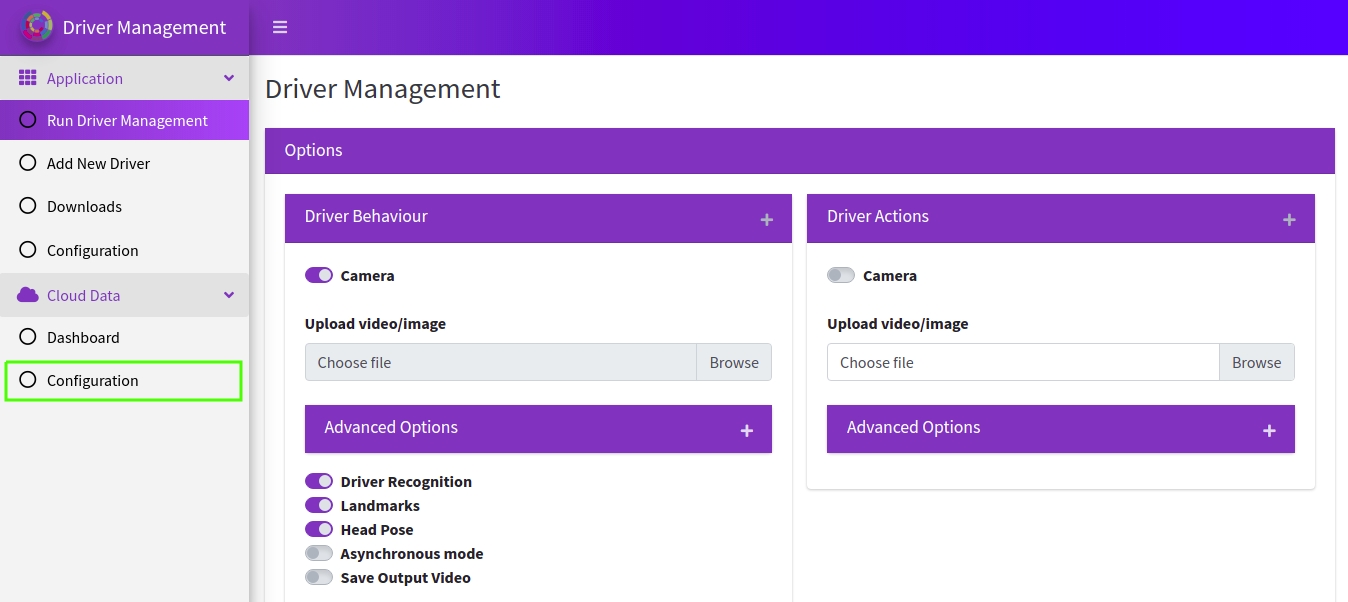 Driver Management
Application
Run Driver Management
Add New Driver
Downloads
Configuration
Cloud Data
Dashboard
Configuration
Driver Management
Options
Driver Behaviour
Camera
Upload video/image
Choose file
Browse
Advanced Options
Driver Recognition
Landmarks
Head Pose
Asynchronous mode
Save Output Video
Driver Actions
Camera
Upload video/image
Choose file
Browse
Advanced Options